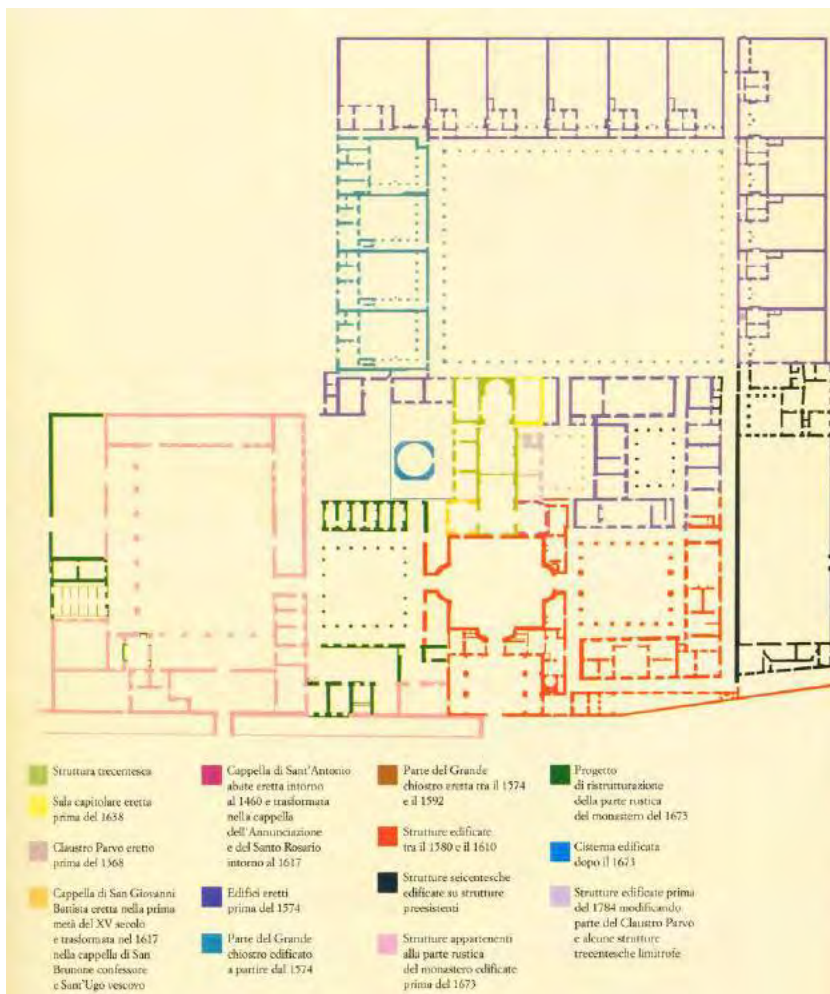 Struttura trecentesca
Sala capitolare eretta
prima del 1638
Claustro Parvo eretto
prima del 1368
Cappella di San Giovanni
Battista eretta nella prima
metà del XV secolo
e trasformata nel 1617
nella cappella di San
Brunone confessore
e Sant'Ugo vescovo
Cappella di Sant'Antonio
abate eretta intorno
al 1460 e trasformata
nella cappella
dell'Annunciazione
e del Santo Rosario
intorno al 1617
Edifici eretti
prima del 1574
Parte del Grande
chiostro edificato
a partire dal 1574
Parte del Grande
chiostro eretta tra il 1574
e il 1592
Strutture edificate
tra il 1580 e il 1610
Strutture seicentesche
edificate su strutture
preesistenti
Strutture appartenenti
alla parte rustica
del monastero edificate
prima del 1673
Progetto
di ristrutturazione
della parte rustica
del monastero del 1673
Cisterna edificata
dopo il 1673
Strutture edificate prima
del 1784 modificando
parte del Claustro Parvo
e alcune strutture
trecentesche limitrofe